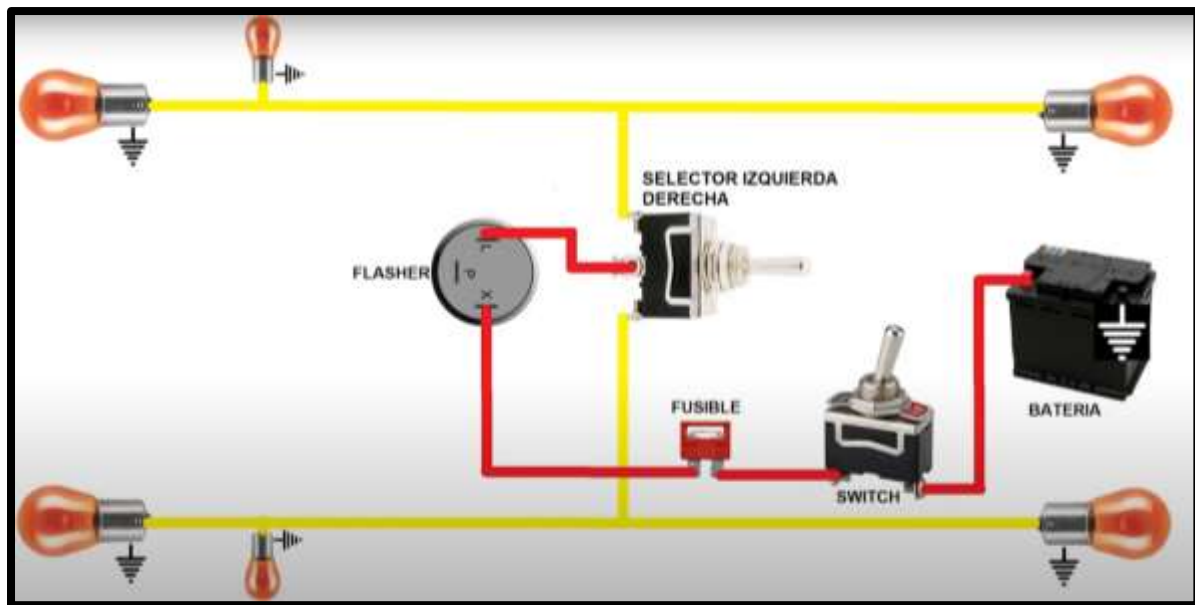 SELECTOR IZQUIERDA
DERECHA
FLASHER
L
P
X
FUSIBLE
BATERIA
SWITCH